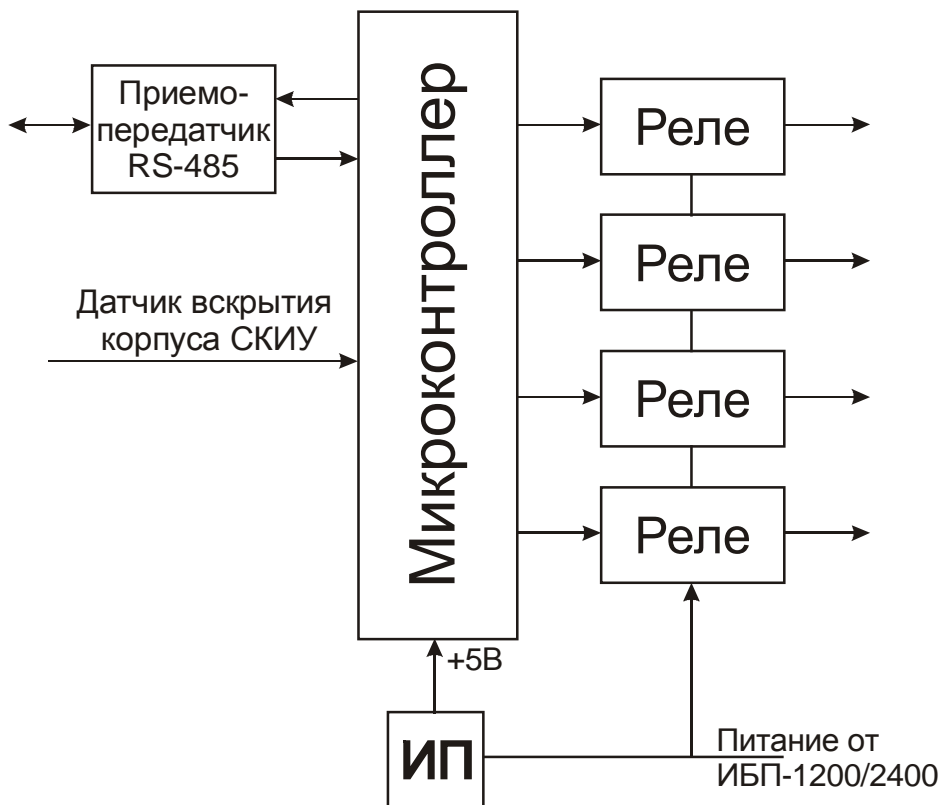 Приемо-
передатчик
RS-485
Датчик вскрытия
корпуса СКИУ
Микроконтроллер
Реле
Реле
Реле
Реле
+5В
ИП
Питание от
ИБП-1200/2400